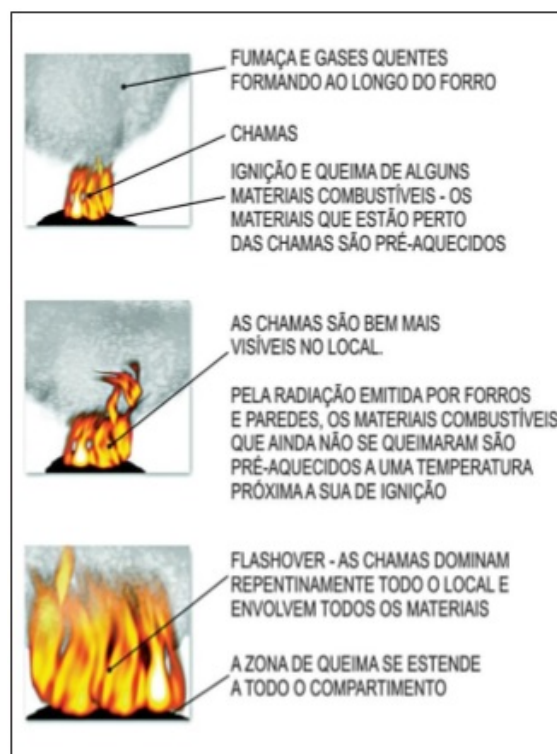 FUMAÇA E GASES QUENTES
FORMANDO AO LONGO DO FORRO
CHAMAS
IGNIÇÃO E QUEIMA DE ALGUNS
MATERIAIS COMBUSTÍVEIS - OS
MATERIAIS QUE ESTÃO PERTO
DAS CHAMAS SÃO PRÉ-AQUECIDOS
AS CHAMAS SÃO BEM MAIS
VISÍVEIS NO LOCAL.
PELA RADIAÇÃO EMITIDA POR FORROS
E PAREDES, OS MATERIAIS COMBUSTÍVEIS
QUE AINDA NÃO SE QUEIMARAM SÃO
PRÉ-AQUECIDOS A UMA TEMPERATURA
PRÓXIMA A SUA DE IGNIÇÃO
FLASHOVER - AS CHAMAS DOMINAM
REPENTINAMENTE TODO O LOCAL E
ENVOLVEM TODOS OS MATERIAIS
A ZONA DE QUEIMA SE ESTENDE
A TODO O COMPARTIMENTO